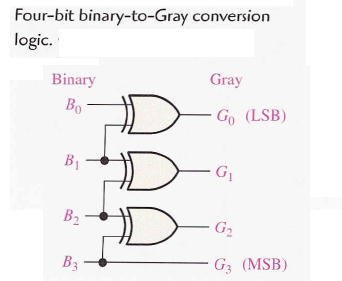 Four-bit binary-to-Gray conversion
logic.
Binary Gray
B₀ G₀ (LSB)
B₁ G₁
B₂ G₂
B₃ G₃ (MSB)